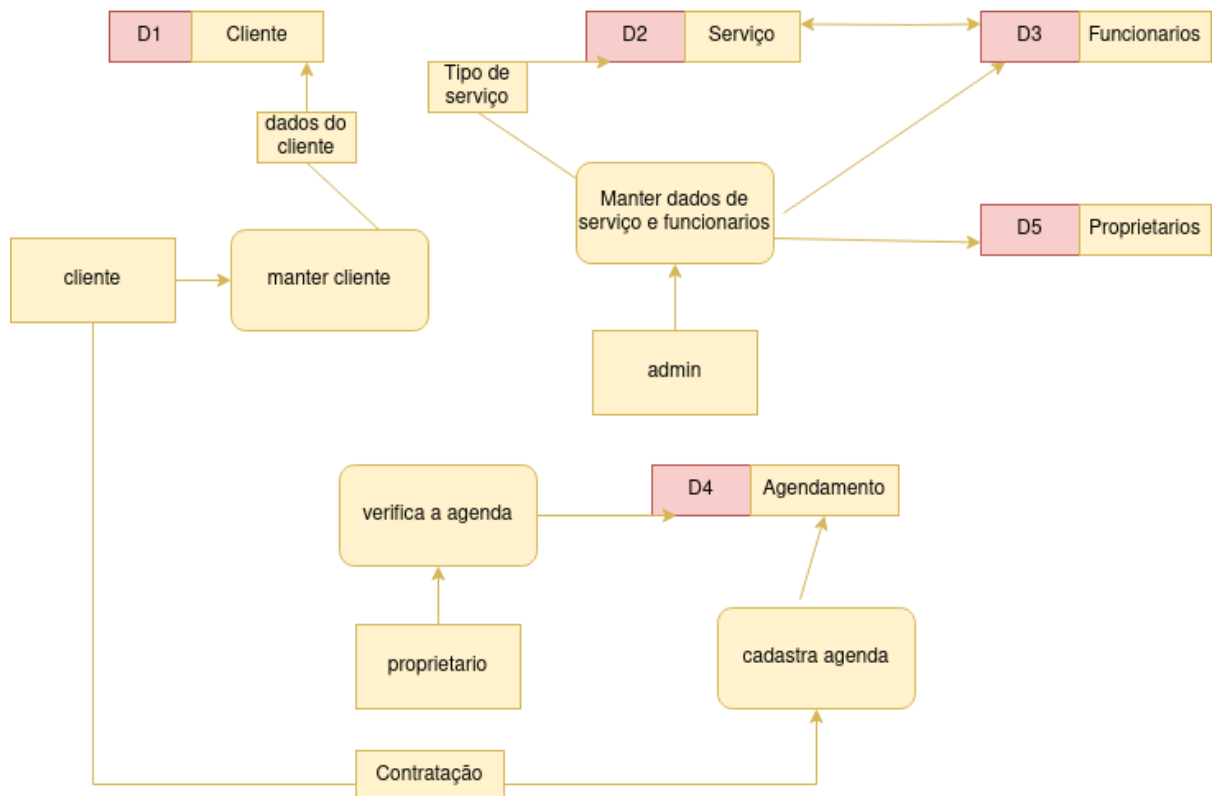 D1
Cliente
D2
Serviço
D3
Funcionarios
Tipo de
serviço
dados do
cliente
Manter dados de
serviço e funcionarios
D5
Proprietarios
cliente
manter cliente
admin
verifica a agenda
D4
Agendamento
proprietario
cadastra agenda
Contratação